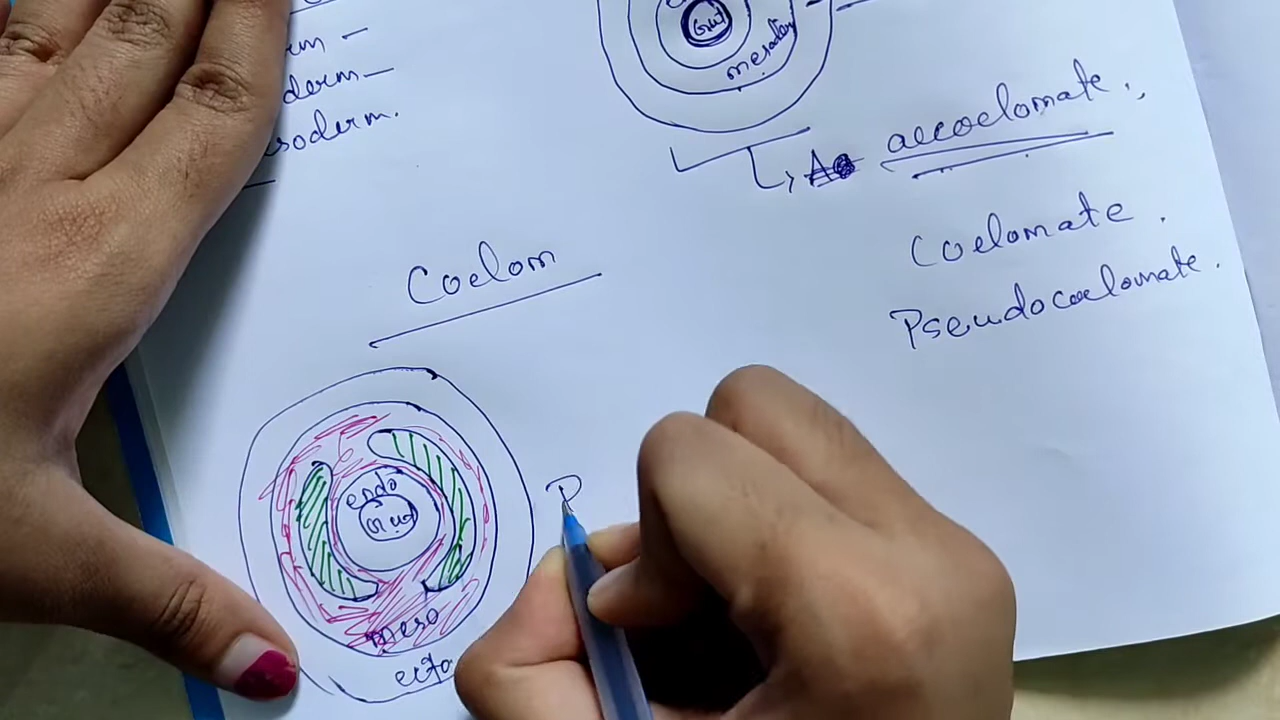 derm —
soderm.
Gut
mesoderm
acoelomate.,
Coelomate.
Pseudocoelomate.
Coelom
endo
Gut
meso
ecto
P